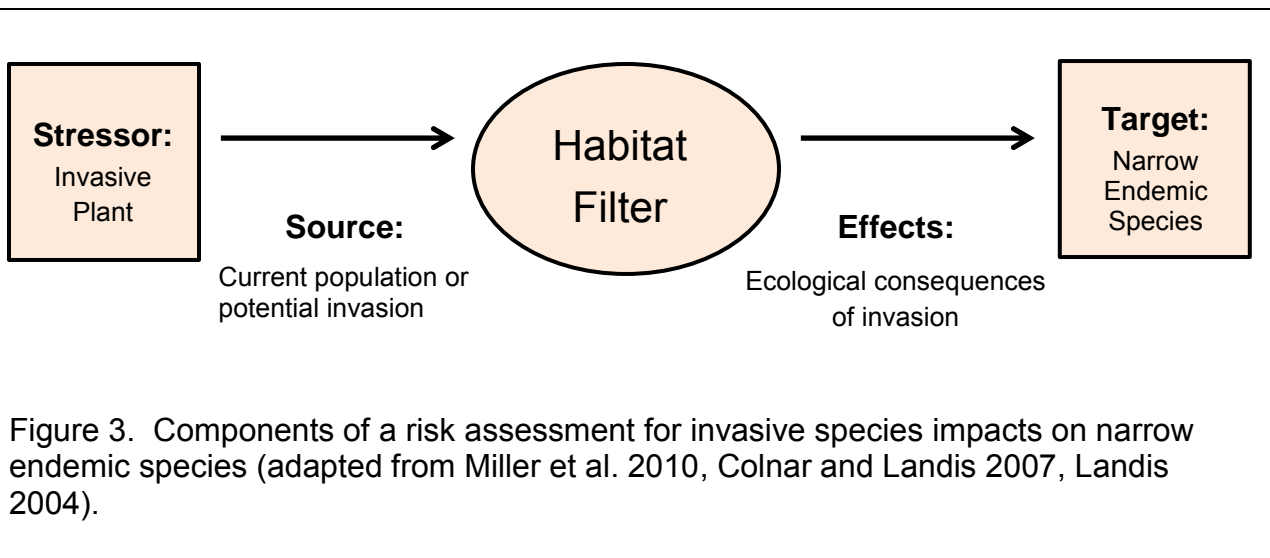 Stressor:
Invasive
Plant
Source:
Current population or
potential invasion
Habitat
Filter
Effects:
Ecological consequences
of invasion
Target:
Narrow
Endemic
Species
Figure 3.  Components of a risk assessment for invasive species impacts on narrow
endemic species (adapted from Miller et al. 2010, Colnar and Landis 2007, Landis
2004).